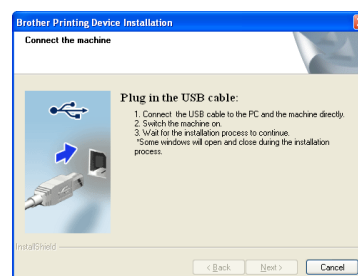 Brother Printing Device Installation
Connect the machine
Plug in the USB cable:
1. Connect the USB cable to the PC and the machine directly.
2. Switch the machine on.
3. Wait for the installation process to continue.
*Some windows will open and close during the installation
process.
InstallShield
< Back
Next >
Cancel